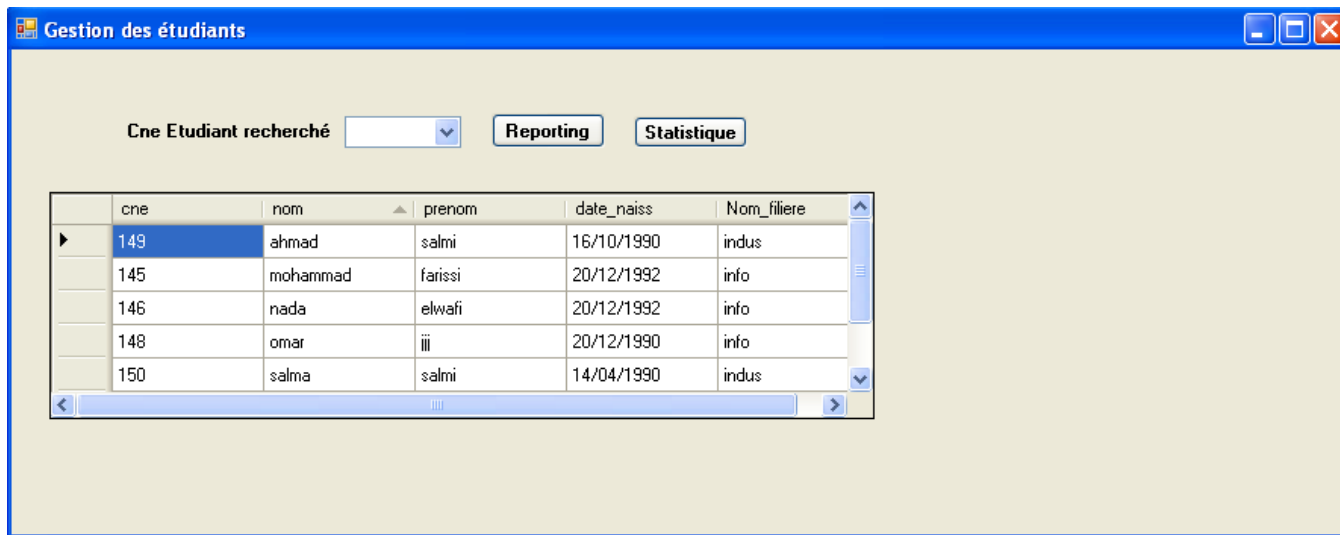 Gestion des étudiants
Cne Etudiant recherché Reporting Statistique
cne nom prenom date_naiss Nom_filiere
149 ahmad salmi 16/10/1990 indus
145 mohammad farissi 20/12/1992 info
146 nada elwafi 20/12/1992 info
148 omar jjj 20/12/1990 info
150 salma salmi 14/04/1990 indus